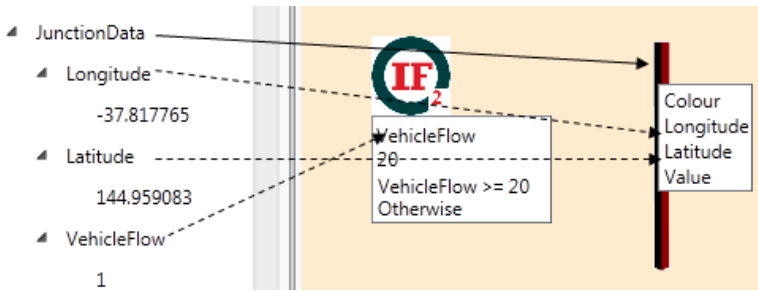 JunctionData
Longitude
-37.817765
Latitude
144.959083
VehicleFlow
1
IF2
VehicleFlow
20
VehicleFlow >= 20
Otherwise
Colour
Longitude
Latitude
Value